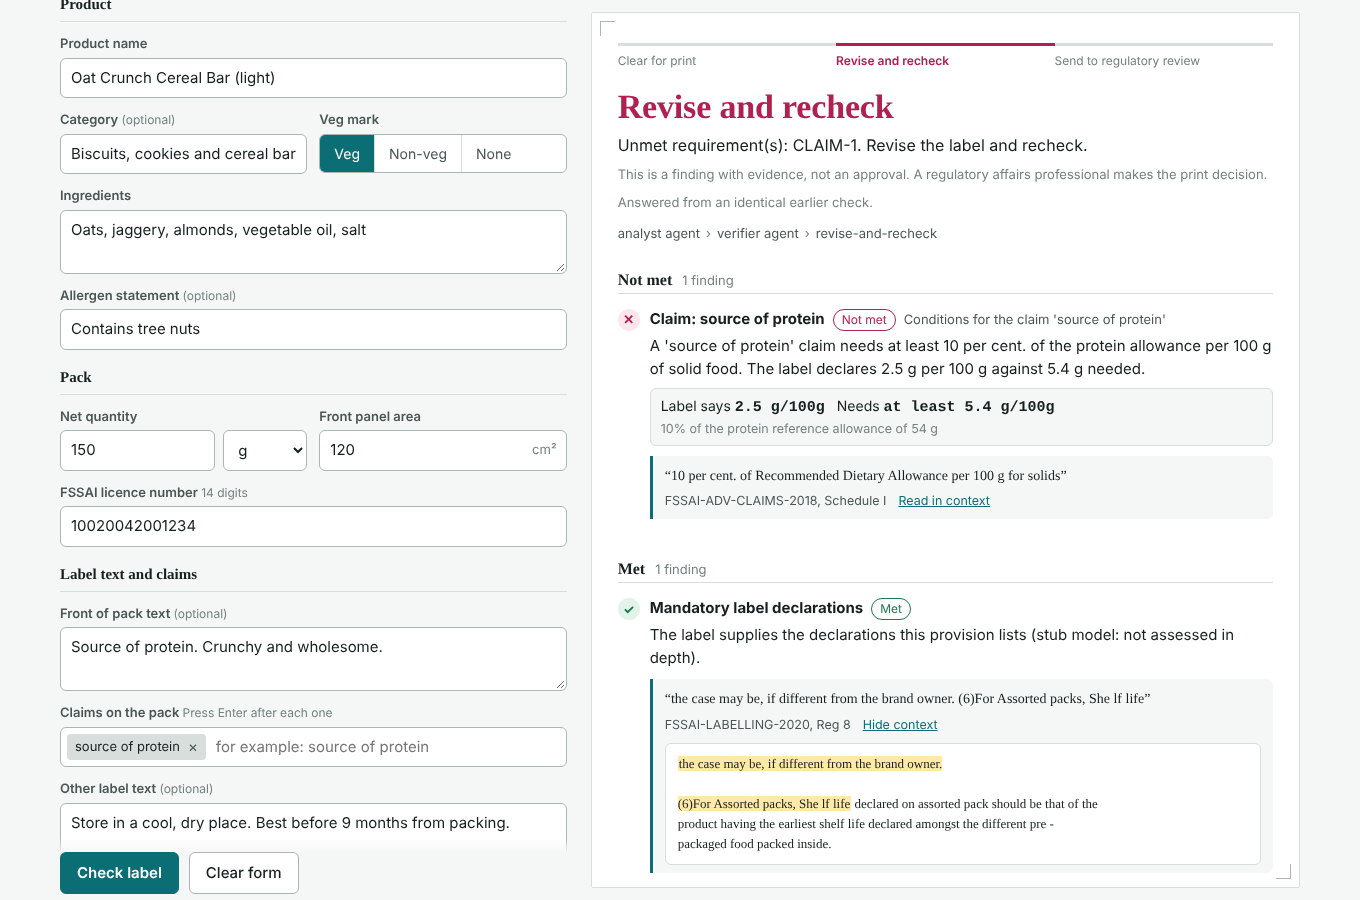 Product
Product name
Oat Crunch Cereal Bar (light)
Category (optional)
Veg mark
Biscuits, cookies and cereal bar
Veg
Non-veg
None
Ingredients
Oats, jaggery, almonds, vegetable oil, salt
Allergen statement (optional)
Contains tree nuts
Pack
Net quantity
Front panel area
150
g
120
cm²
FSSAI licence number 14 digits
10020042001234
Label text and claims
Front of pack text (optional)
Source of protein. Crunchy and wholesome.
Claims on the pack Press Enter after each one
source of protein ×
for example: source of protein
Other label text (optional)
Store in a cool, dry place. Best before 9 months from packing.
Check label
Clear form
Clear for print
Revise and recheck
Send to regulatory review
Revise and recheck
Unmet requirement(s): CLAIM-1. Revise the label and recheck.
This is a finding with evidence, not an approval. A regulatory affairs professional makes the print decision.
Answered from an identical earlier check.
analyst agent › verifier agent › revise-and-recheck
Not met 1 finding
Claim: source of protein Not met Conditions for the claim 'source of protein'
A 'source of protein' claim needs at least 10 per cent. of the protein allowance per 100 g
of solid food. The label declares 2.5 g per 100 g against 5.4 g needed.
Label says 2.5 g/100g Needs at least 5.4 g/100g
10% of the protein reference allowance of 54 g
“10 per cent. of Recommended Dietary Allowance per 100 g for solids”
FSSAI-ADV-CLAIMS-2018, Schedule I Read in context
Met 1 finding
Mandatory label declarations Met
The label supplies the declarations this provision lists (stub model: not assessed in
depth).
“the case may be, if different from the brand owner. (6)For Assorted packs, She lf life”
FSSAI-LABELLING-2020, Reg 8 Hide context
the case may be, if different from the brand owner.
(6)For Assorted packs, She lf life declared on assorted pack should be that of the
product having the earliest shelf life declared amongst the different pre -
packaged food packed inside.